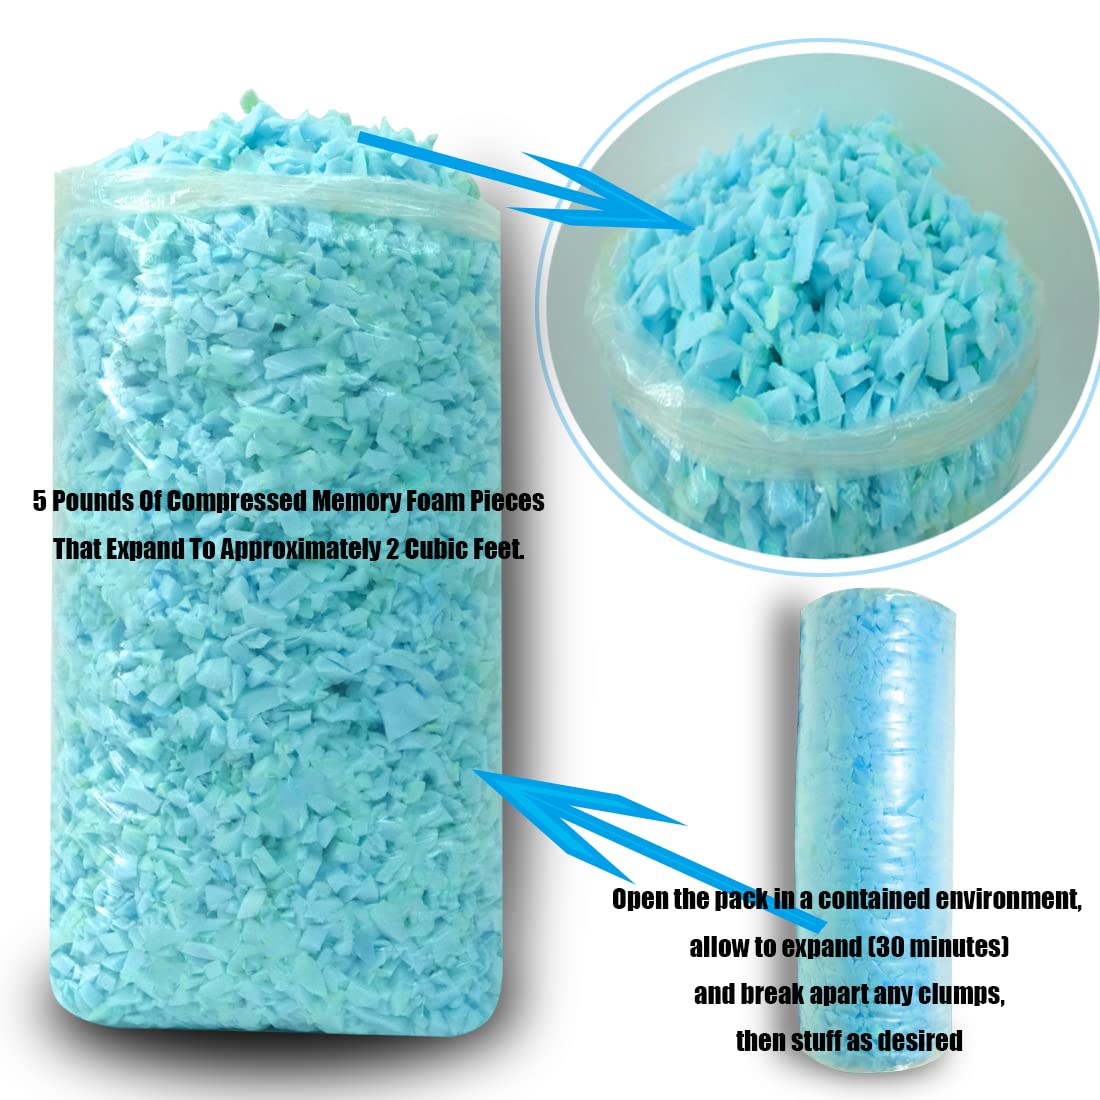 5 Pounds Of Compressed Memory Foam Pieces
That Expand To Approximately 2 Cubic Feet.
Open the pack in a contained environment,
allow to expand (30 minutes)
and break apart any clumps,
then stuff as desired